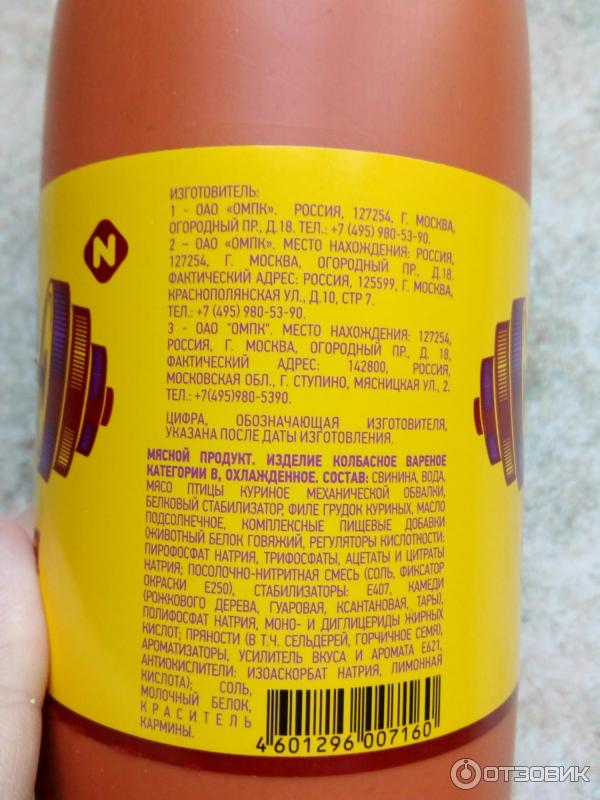 ИЗГОТОВИТЕЛЬ:
1 - ОАО «ОМПК». РОССИЯ, 127254, Г. МОСКВА,
ОГОРОДНЫЙ ПР., Д.18. ТЕЛ.: +7 (495) 980-53-90.
2 – ОАО «ОМПК». МЕСТО НАХОЖДЕНИЯ: РОССИЯ,
127254, Г. МОСКВА, ОГОРОДНЫЙ ПР., Д.18.
ФАКТИЧЕСКИЙ АДРЕС: РОССИЯ, 125599, Г. МОСКВА,
КРАСНОПОЛЯНСКАЯ УЛ., Д.10, СТР 7.
ТЕЛ.: +7 (495) 980-53-90.
3 - ОАО "ОМПК". МЕСТО НАХОЖДЕНИЯ: 127254,
РОССИЯ, Г. МОСКВА, ОГОРОДНЫЙ ПР., Д. 18,
ФАКТИЧЕСКИЙ АДРЕС: 142800, РОССИЯ,
МОСКОВСКАЯ ОБЛ., Г. СТУПИНО, МЯСНИЦКАЯ УЛ., 2.
ТЕЛ.: +7(495)980-5390.
ЦИФРА, ОБОЗНАЧАЮЩАЯ ИЗГОТОВИТЕЛЯ,
УКАЗАНА ПОСЛЕ ДАТЫ ИЗГОТОВЛЕНИЯ.
МЯСНОЙ ПРОДУКТ. ИЗДЕЛИЕ КОЛБАСНОЕ ВАРЕНОЕ
КАТЕГОРИИ В, ОХЛАЖДЕННОЕ. СОСТАВ: СВИНИНА, ВОДА,
МЯСО ПТИЦЫ КУРИНОЕ МЕХАНИЧЕСКОЙ ОБВАЛКИ,
БЕЛКОВЫЙ СТАБИЛИЗАТОР, ФИЛЕ ГРУДОК КУРИНЫХ, МАСЛО
ПОДСОЛНЕЧНОЕ, КОМПЛЕКСНЫЕ ПИЩЕВЫЕ ДОБАВКИ
(ЖИВОТНЫЙ БЕЛОК ГОВЯЖИЙ, РЕГУЛЯТОРЫ КИСЛОТНОСТИ:
ПИРОФОСФАТ НАТРИЯ, ТРИФОСФАТЫ, АЦЕТАТЫ И ЦИТРАТЫ
НАТРИЯ; ПОСОЛОЧНО-НИТРИТНАЯ СМЕСЬ (СОЛЬ, ФИКСАТОР
ОКРАСКИ Е250), СТАБИЛИЗАТОРЫ: Е407, КАМЕДИ
(РОЖКОВОГО ДЕРЕВА, ГУАРОВАЯ, КСАНТАНОВАЯ, ТАРЫ),
ПОЛИФОСФАТ НАТРИЯ, МОНО- И ДИГЛИЦЕРИДЫ ЖИРНЫХ
КИСЛОТ; ПРЯНОСТИ (В Т.Ч. СЕЛЬДЕРЕЙ, ГОРЧИЧНОЕ СЕМЯ),
АРОМАТИЗАТОРЫ, УСИЛИТЕЛЬ ВКУСА И АРОМАТА Е621,
АНТИОКИСЛИТЕЛИ: ИЗОАСКОРБАТ НАТРИЯ, ЛИМОННАЯ
КИСЛОТА); СОЛЬ,
МОЛОЧНЫЙ БЕЛОК,
КРАСИТЕЛЬ
КАРМИНЫ.
4 601296 007160
N
ОТЗОВИК